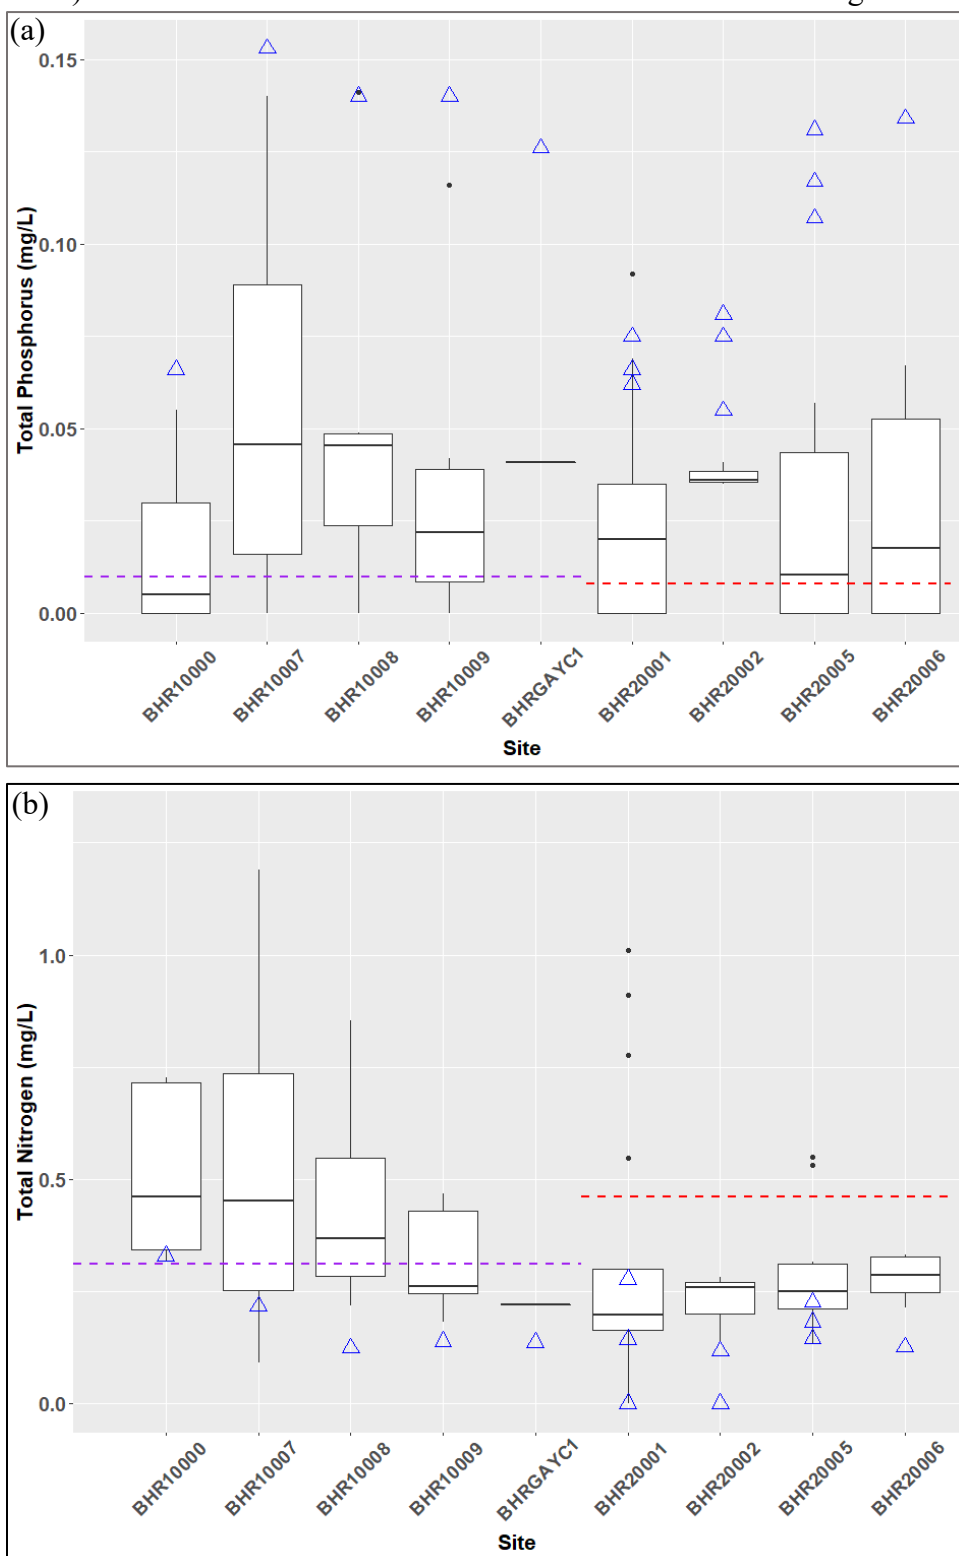 (a)
Total Phosphorus (mg/L)
0.15
0.10
0.05
0.00
BHR10000 BHR10007 BHR10008 BHR10009 BHRGAYC1 BHR20001 BHR20002 BHR20005 BHR20006
Site
(b)
Total Nitrogen (mg/L)
1.0
0.5
0.0
BHR10000 BHR10007 BHR10008 BHR10009 BHRGAYC1 BHR20001 BHR20002 BHR20005 BHR20006
Site